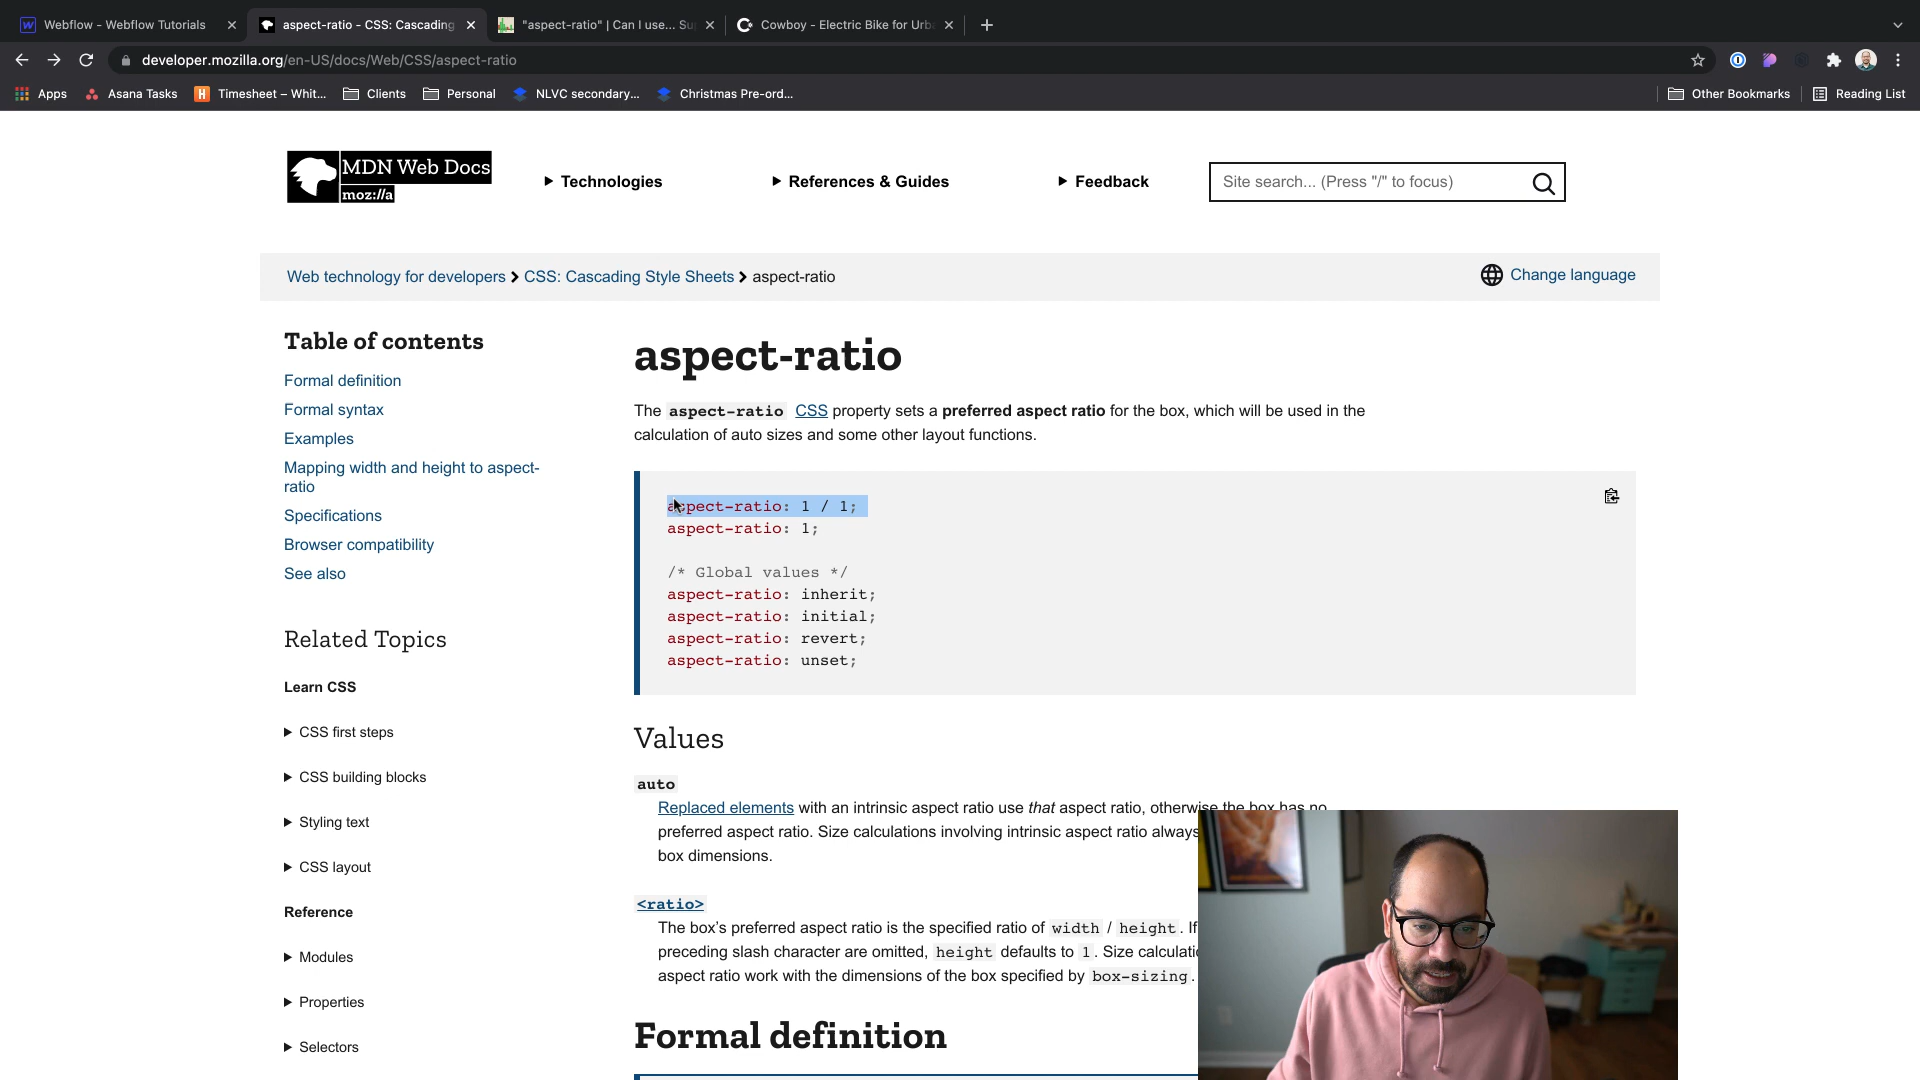 Webflow - Webflow Tutorials
aspect-ratio - CSS: Cascading
"aspect-ratio" | Can I use... Su
Cowboy - Electric Bike for Urb
developer.mozilla.org/en-US/docs/Web/CSS/aspect-ratio
Apps
Asana Tasks
Timesheet – Whit...
Clients
Personal
NLVC secondary...
Christmas Pre-ord...
Other Bookmarks
Reading List
MDN Web Docs
moz://a
Technologies
References & Guides
Feedback
Site search... (Press "/" to focus)
Web technology for developers > CSS: Cascading Style Sheets > aspect-ratio
Change language
Table of contents
Formal definition
Formal syntax
Examples
Mapping width and height to aspect-
ratio
Specifications
Browser compatibility
See also
Related Topics
Learn CSS
CSS first steps
CSS building blocks
Styling text
CSS layout
Reference
Modules
Properties
Selectors
aspect-ratio
The aspect-ratio CSS property sets a preferred aspect ratio for the box, which will be used in the
calculation of auto sizes and some other layout functions.
aspect-ratio: 1 / 1;
aspect-ratio: 1;
/* Global values */
aspect-ratio: inherit;
aspect-ratio: initial;
aspect-ratio: revert;
aspect-ratio: unset;
Values
auto
Replaced elements with an intrinsic aspect ratio use that aspect ratio, otherwise the box has no
preferred aspect ratio. Size calculations involving intrinsic aspect ratio always
box dimensions.
<ratio>
The box's preferred aspect ratio is the specified ratio of width / height. If
preceding slash character are omitted, height defaults to 1. Size calculati
aspect ratio work with the dimensions of the box specified by box-sizing.
Formal definition